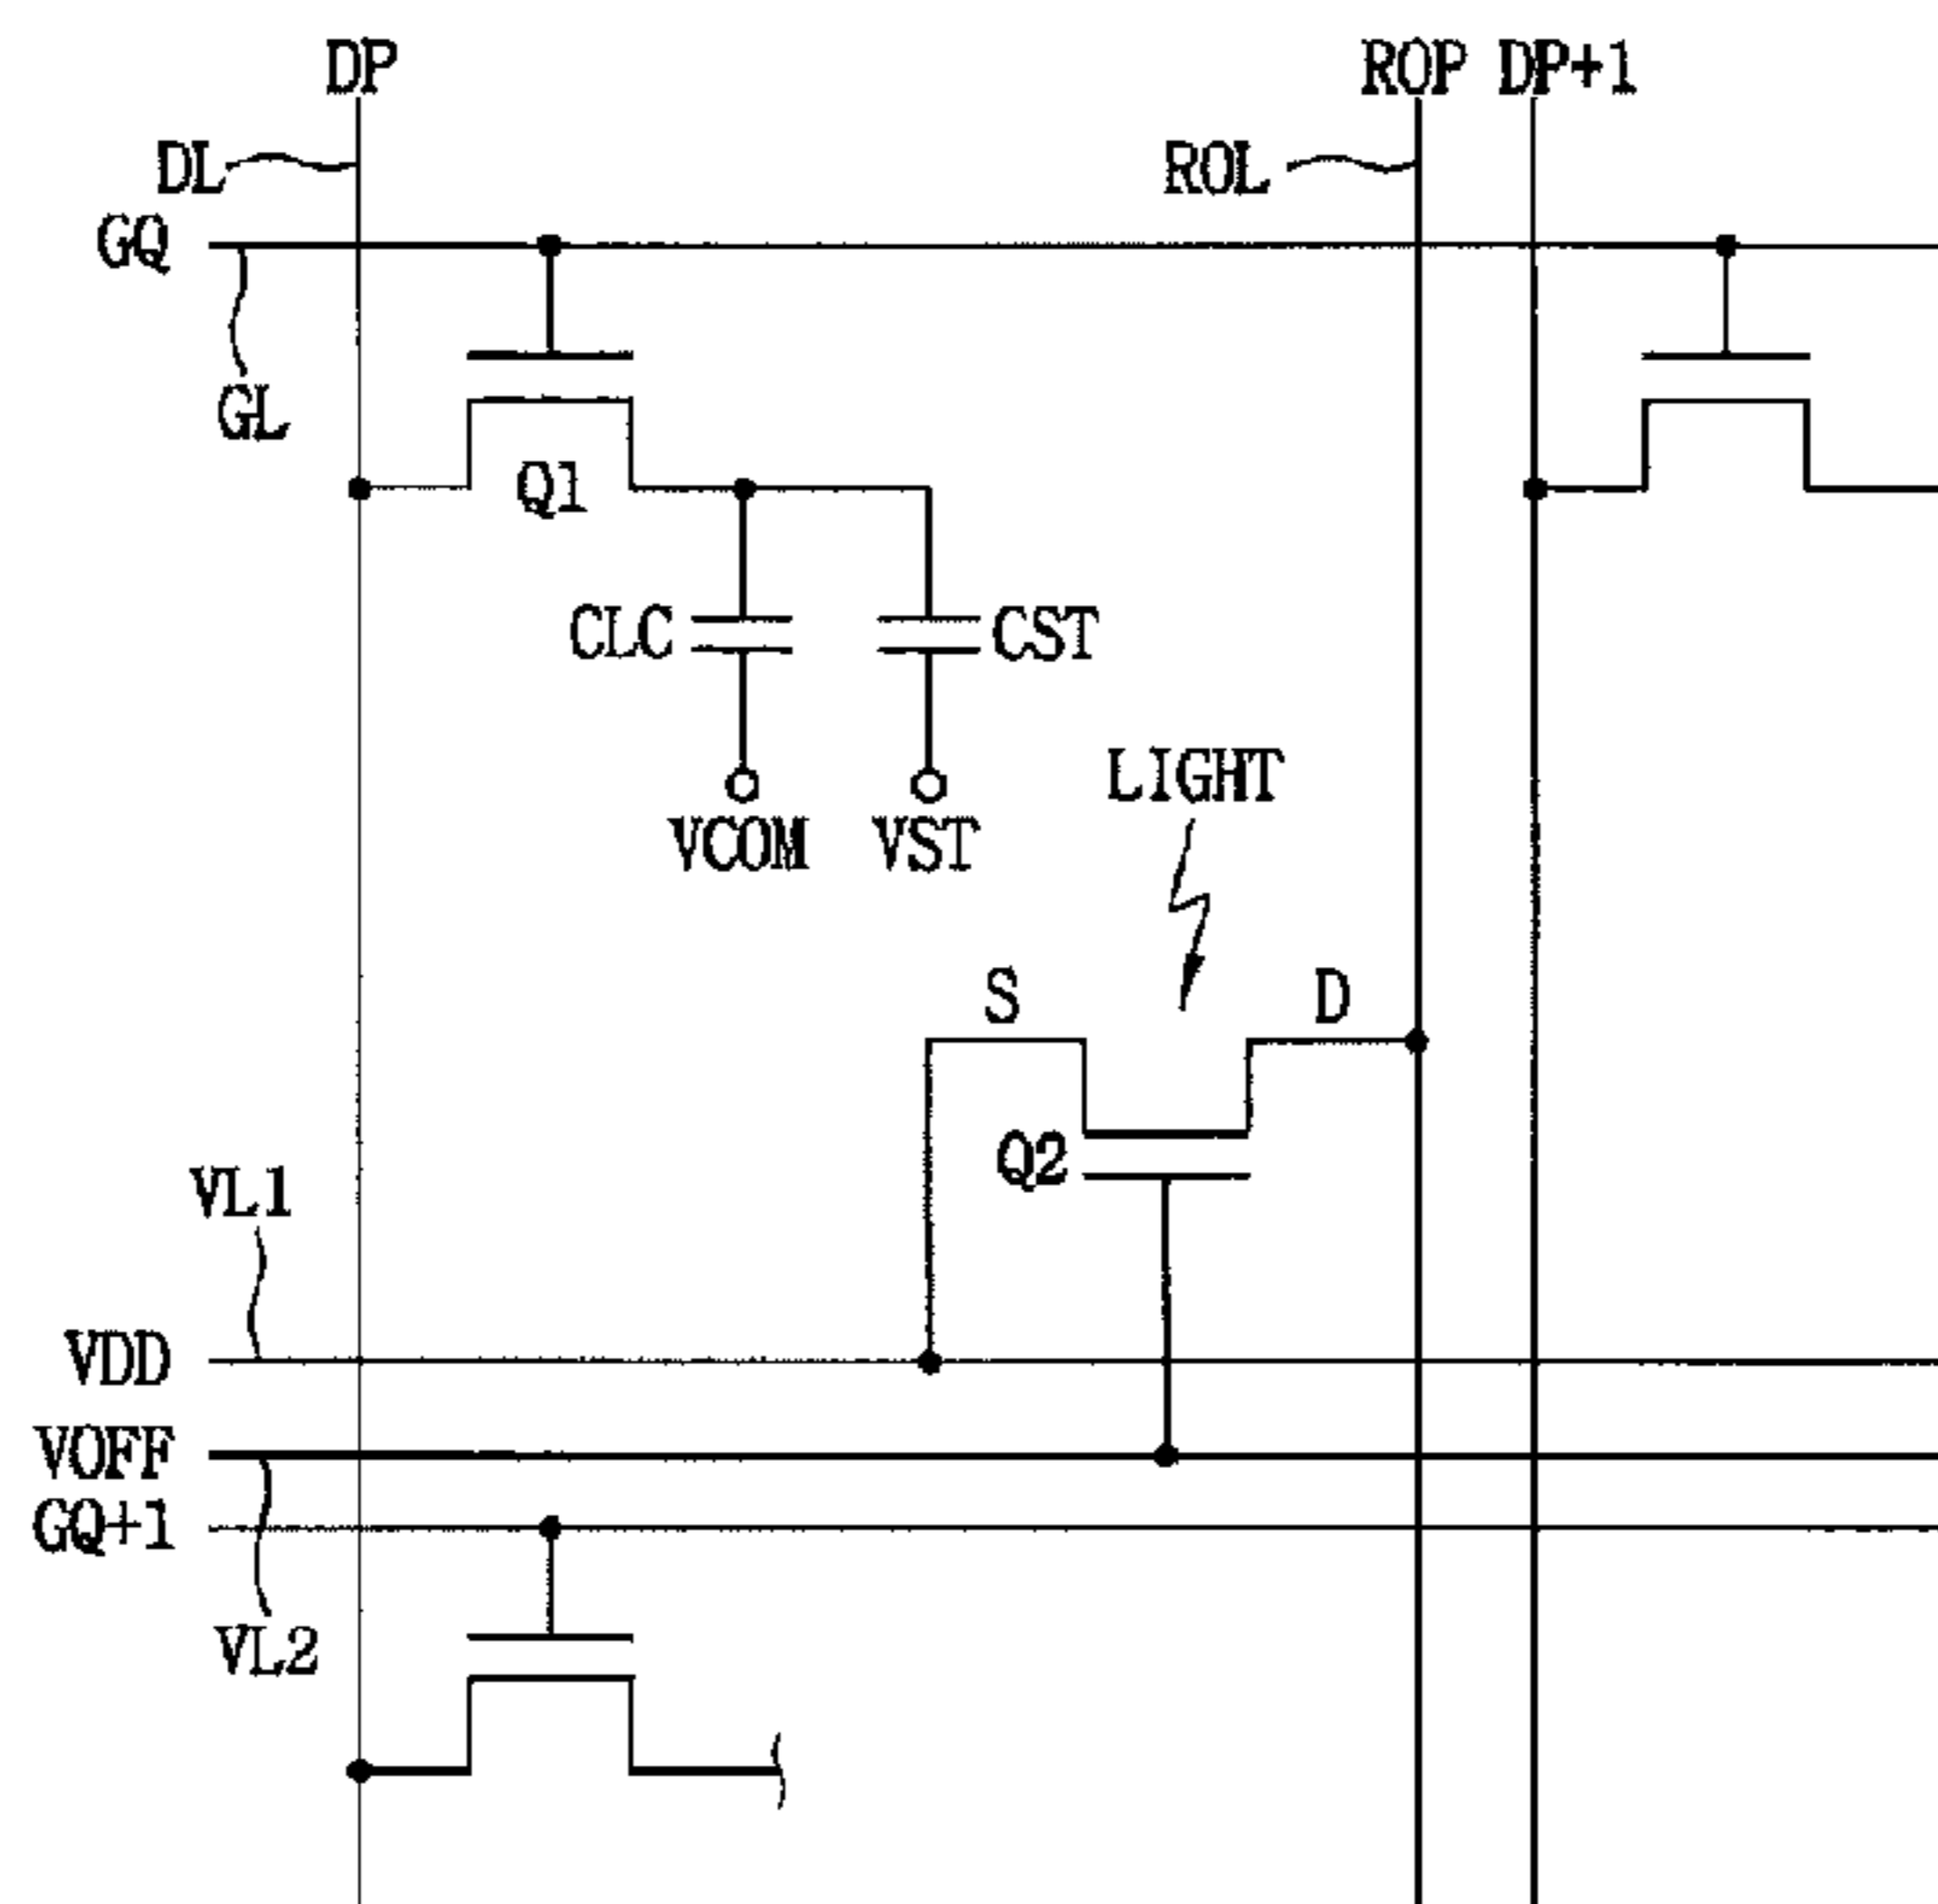 DP
ROP
DP+1
DL
ROL
GQ
GL
Q1
CLC
CST
LIGHT
VCOM
VST
S
D
Q2
VL1
VDD
VOFF
GQ+1
VL2